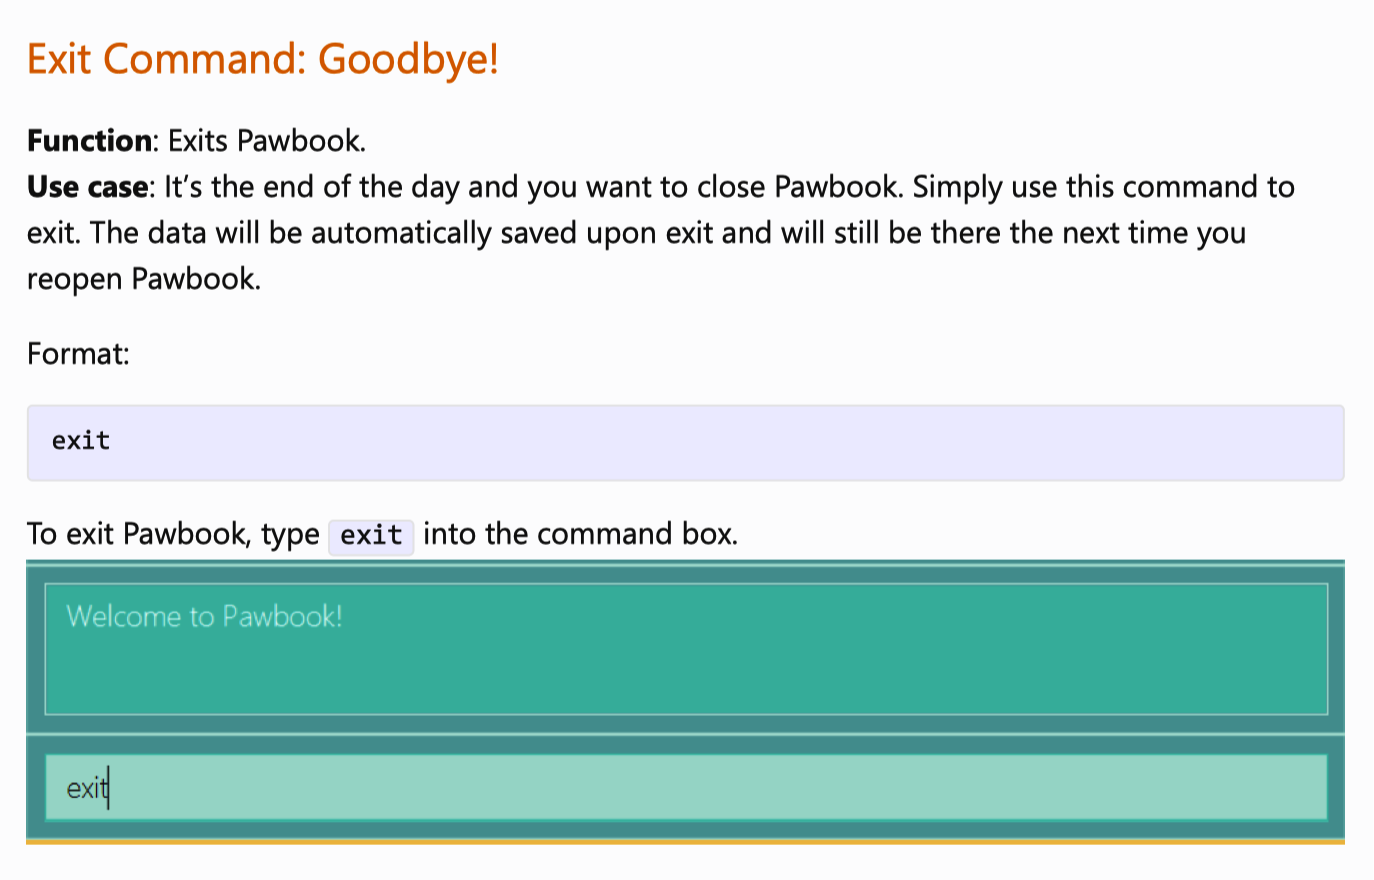 Exit Command: Goodbye!
Function: Exits Pawbook.
Use case: It’s the end of the day and you want to close Pawbook. Simply use this command to
exit. The data will be automatically saved upon exit and will still be there the next time you
reopen Pawbook.
Format:
exit
To exit Pawbook, type exit into the command box.
Welcome to Pawbook!
exit